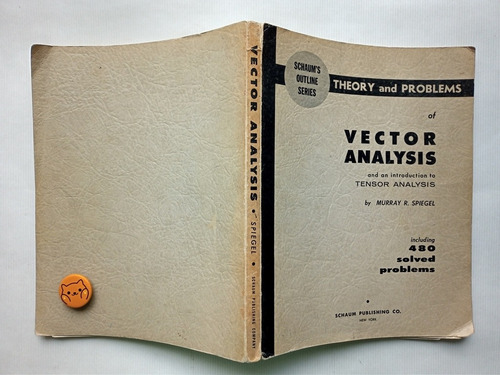 VECTOR ANALYSIS • SPIEGEL • SCHAUM PUBLISHING COMPANY
SCHAUM'S
OUTLINE
SERIES
THEORY and PROBLEMS
of
VECTOR
ANALYSIS
and an introduction to
TENSOR ANALYSIS
by MURRAY R. SPIEGEL
including
480
solved
problems
•
SCHAUM PUBLISHING CO.
NEW YORK